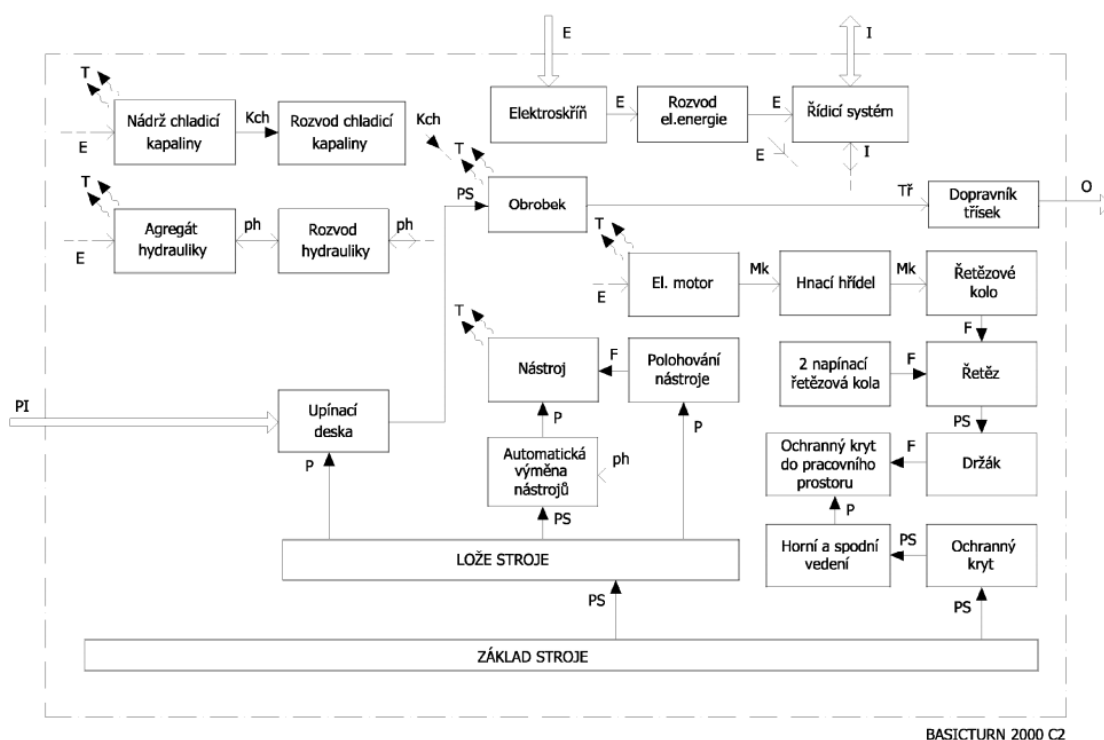 E
I
T
Nádrž chladicí
kapaliny
Kch
Rozvod chladicí
kapaliny
Kch
E
Elektroskříň
E
Rozvod
el.energie
E
Řídicí systém
E
I
T
T
PS
Obrobek
Tř
Dopravník
třísek
O
Agregát
hydrauliky
ph
Rozvod
hydrauliky
ph
E
T
E
El. motor
Mk
Hnací hřídel
Mk
Řetězové
kolo
F
T
Nástroj
F
Polohování
nástroje
2 napínací
řetězová kola
F
Řetěz
PS
PI
Upínací
deska
P
P
P
Automatická
výměna
nástrojů
ph
PS
Ochranný kryt
do pracovního
prostoru
F
Držák
P
Horní a spodní
vedení
PS
Ochranný
kryt
LOŽE STROJE
PS
PS
ZÁKLAD STROJE
BASICTURN 2000 C2